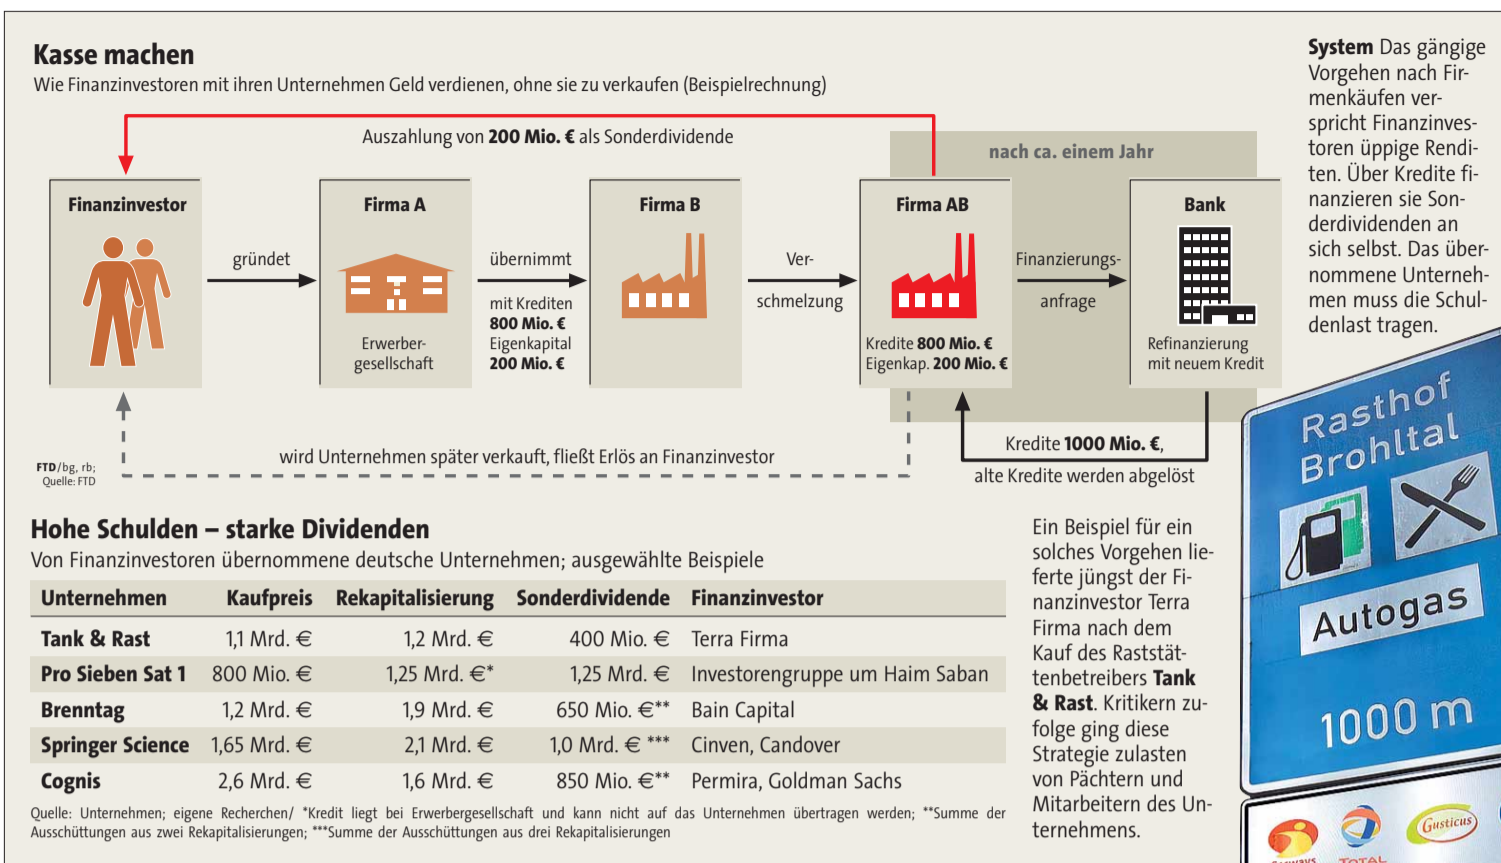 Kasse machen
Wie Finanzinvestoren mit ihren Unternehmen Geld verdienen, ohne sie zu verkaufen (Beispielrechnung)
Auszahlung von 200 Mio. € als Sonderdividende
nach ca. einem Jahr
Finanzinvestor
gründet
Firma A
Erwerber-
gesellschaft
übernimmt
mit Krediten
800 Mio. €
Eigenkapital
200 Mio. €
Firma B
Ver-
schmelzung
Firma AB
Kredite 800 Mio. €
Eigenkap. 200 Mio. €
Finanzierungs-
anfrage
Bank
Refinanzierung
mit neuem Kredit
Kredite 1000 Mio. €,
alte Kredite werden abgelöst
wird Unternehmen später verkauft, fließt Erlös an Finanzinvestor
FTD/bg, rb;
Quelle: FTD
System Das gängige
Vorgehen nach Fir-
menkäufen ver-
spricht Finanzinves-
toren üppige Rendi-
ten. Über Kredite fi-
nanzieren sie Son-
derdividenden an
sich selbst. Das über-
nommene Unterneh-
men muss die Schul-
denlast tragen.
Hohe Schulden – starke Dividenden
Von Finanzinvestoren übernommene deutsche Unternehmen; ausgewählte Beispiele
Unternehmen Kaufpreis Rekapitalisierung Sonderdividende Finanzinvestor
Tank & Rast 1,1 Mrd. € 1,2 Mrd. € 400 Mio. € Terra Firma
Pro Sieben Sat 1 800 Mio. € 1,25 Mrd. €* 1,25 Mrd. € Investorengruppe um Haim Saban
Brenntag 1,2 Mrd. € 1,9 Mrd. € 650 Mio. €** Bain Capital
Springer Science 1,65 Mrd. € 2,1 Mrd. € 1,0 Mrd. € *** Cinven, Candover
Cognis 2,6 Mrd. € 1,6 Mrd. € 850 Mio. €** Permira, Goldman Sachs
Quelle: Unternehmen; eigene Recherchen/ *Kredit liegt bei Erwerbergesellschaft und kann nicht auf das Unternehmen übertragen werden; **Summe der
Ausschüttungen aus zwei Rekapitalisierungen; ***Summe der Ausschüttungen aus drei Rekapitalisierungen
Ein Beispiel für ein
solches Vorgehen lie-
ferte jüngst der Fi-
nanzinvestor Terra
Firma nach dem
Kauf des Raststät-
tenbetreibers Tank
& Rast. Kritikern zu-
folge ging diese
Strategie zulasten
von Pächtern und
Mitarbeitern des Un-
ternehmens.
Rasthof
Brohltal
Autogas
1000 m
TOTAL
Gusticus